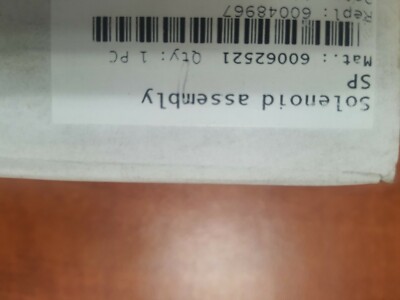 Solenoid assembly
SP
Mat.: 60062521 Qty: 1 PC
Repl: 60048967